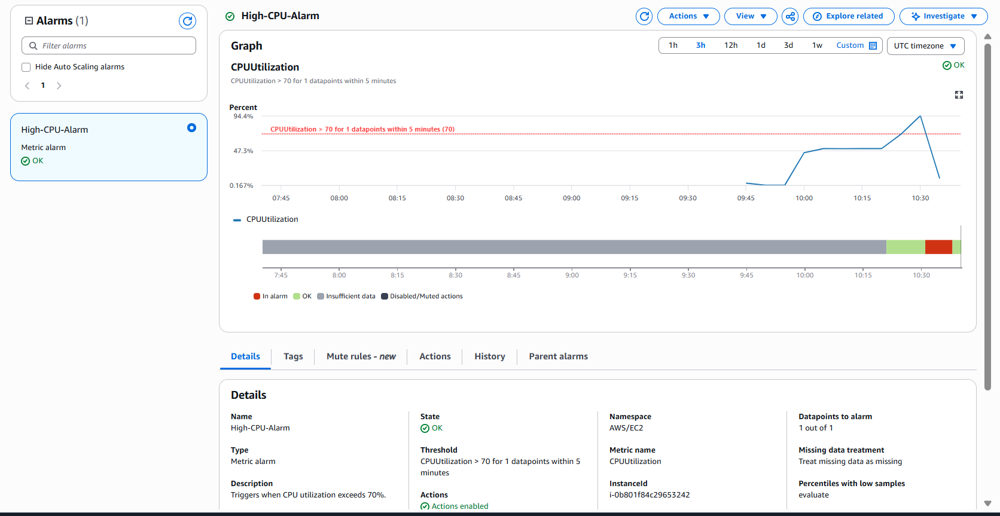 Alarms (1)
Filter alarms
Hide Auto Scaling alarms
1
High-CPU-Alarm
Metric alarm
OK
High-CPU-Alarm
Actions
View
Explore related
Investigate
Graph
1h 3h 12h 1d 3d 1w Custom
UTC timezone
CPUUtilization
OK
CPUUtilization > 70 for 1 datapoints within 5 minutes
Percent
94.4%
CPUUtilization > 70 for 1 datapoints within 5 minutes (70)
47.3%
0.167%
07:45 08:00 08:15 08:30 08:45 09:00 09:15 09:30 09:45 10:00 10:15 10:30
CPUUtilization
7:45 8:00 8:15 8:30 8:45 9:00 9:15 9:30 9:45 10:00 10:15 10:30
In alarm OK Insufficient data Disabled/Muted actions
Details Tags Mute rules - new Actions History Parent alarms
Details
Name
High-CPU-Alarm
Type
Metric alarm
Description
Triggers when CPU utilization exceeds 70%.
State
OK
Threshold
CPUUtilization > 70 for 1 datapoints within 5
minutes
Actions
Actions enabled
Namespace
AWS/EC2
Metric name
CPUUtilization
InstanceId
i-0b801f84c29653242
Datapoints to alarm
1 out of 1
Missing data treatment
Treat missing data as missing
Percentiles with low samples
evaluate